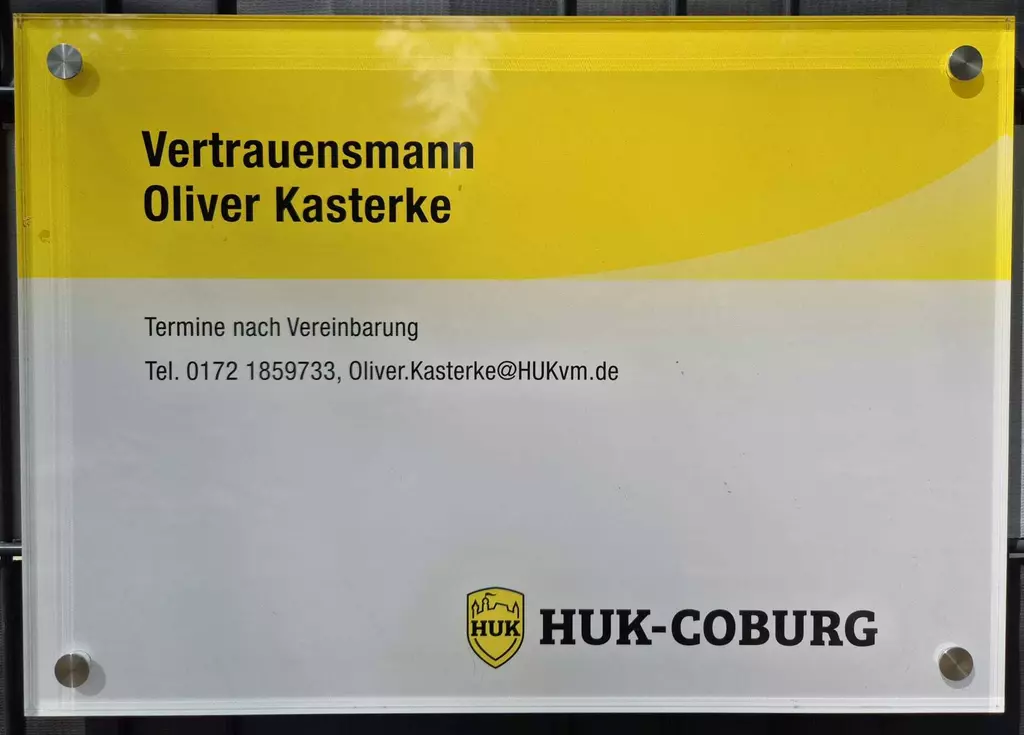 Vertrauensmann
Oliver Kasterke
Termine nach Vereinbarung
Tel. 0172 1859733, Oliver.Kasterke@HUKvm.de
HUK HUK-COBURG